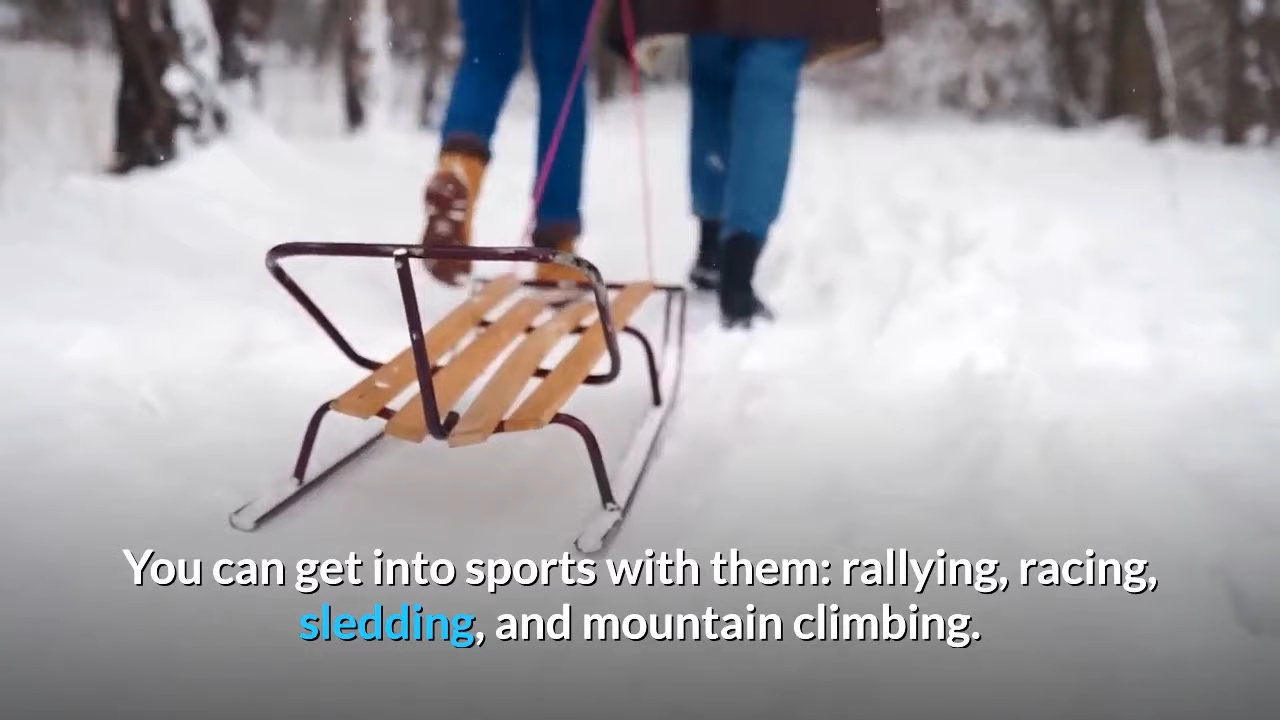 You can get into sports with them: rallying, racing,
sledding, and mountain climbing.